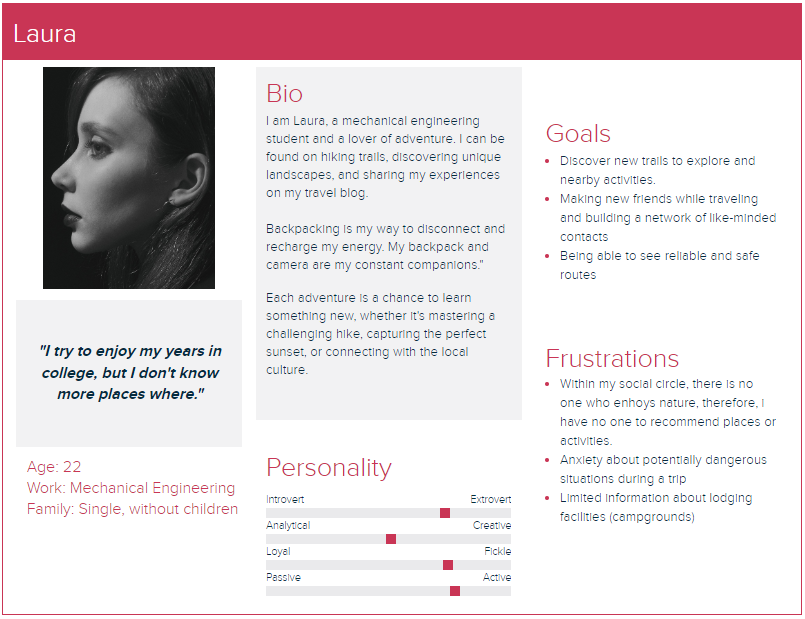 Laura
Bio
I am Laura, a mechanical engineering
student and a lover of adventure. I can be
found on hiking trails, discovering unique
landscapes, and sharing my experiences
on my travel blog.
Backpacking is my way to disconnect and
recharge my energy. My backpack and
camera are my constant companions."
Each adventure is a chance to learn
something new, whether it's mastering a
challenging hike, capturing the perfect
sunset, or connecting with the local
culture.
Goals
• Discover new trails to explore and
nearby activities.
• Making new friends while traveling
and building a network of like-minded
contacts
• Being able to see reliable and safe
routes
"I try to enjoy my years in
college, but I don't know
more places where."
Age: 22
Work: Mechanical Engineering
Family: Single, without children
Personality
Introvert Extrovert
Analytical Creative
Loyal Fickle
Passive Active
Frustrations
• Within my social circle, there is no
one who enhoys nature, therefore, I
have no one to recommend places or
activities.
• Anxiety about potentially dangerous
situations during a trip
• Limited information about lodging
facilities (campgrounds)